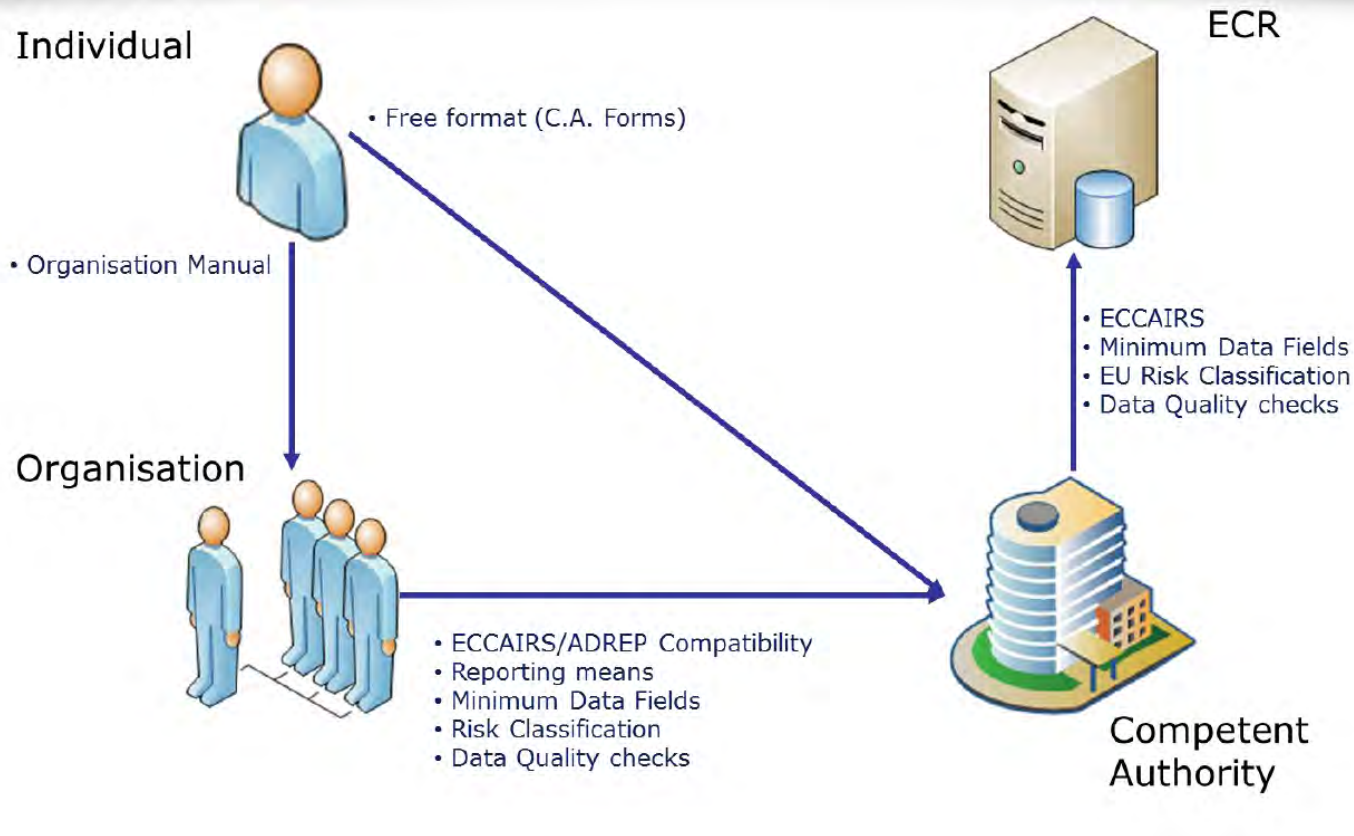 Individual
ECR
• Free format (C.A. Forms)
• Organisation Manual
• ECCAIRS
• Minimum Data Fields
• EU Risk Classification
• Data Quality checks
Organisation
• ECCAIRS/ADREP Compatibility
• Reporting means
• Minimum Data Fields
• Risk Classification
• Data Quality checks
Competent
Authority